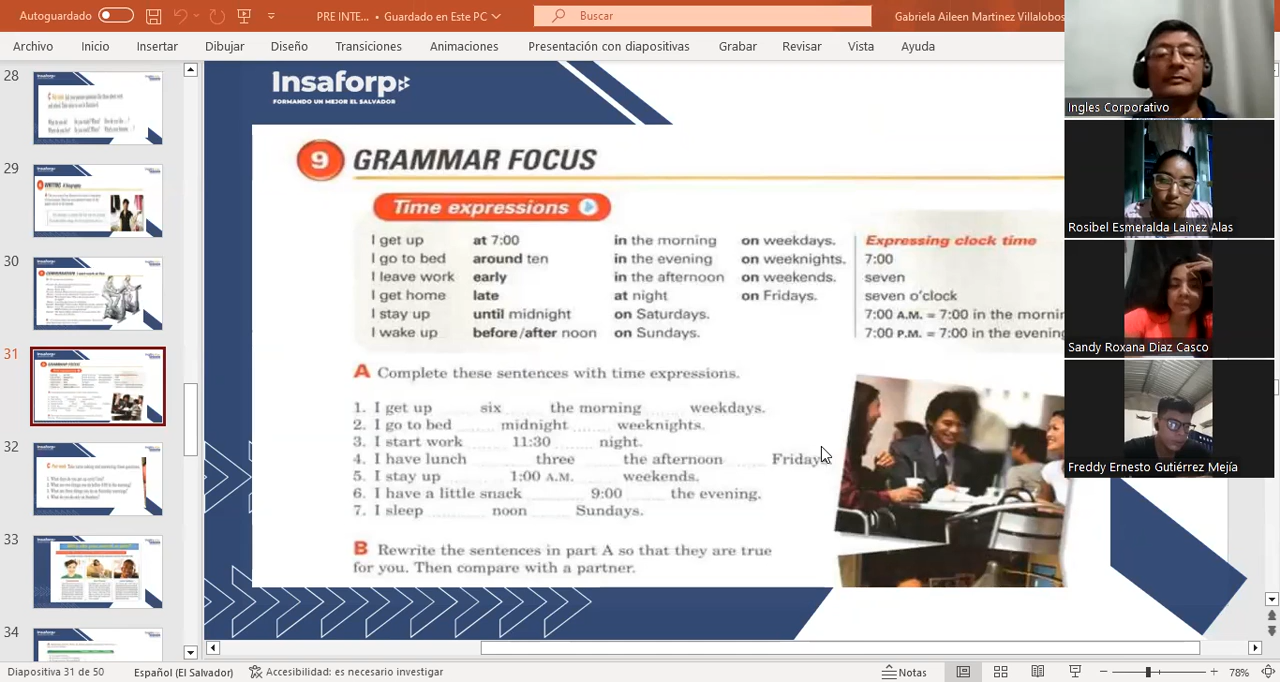 Autoguardado
PRE INTE... • Guardado en Este PC
Buscar
Gabriela Aileen Martinez Villalobos
Archivo Inicio Insertar Dibujar Diseño Transiciones Animaciones Presentación con diapositivas Grabar Revisar Vista Ayuda
28
29
30
31
32
33
34
Insaforp
FORMANDO UN MEJOR EL SALVADOR
9 GRAMMAR FOCUS
Time expressions
I get up at 7:00 in the morning on weekdays.
I go to bed around ten in the evening on weeknights.
I leave work early in the afternoon on weekends.
I get home late at night on Fridays.
I stay up until midnight on Saturdays.
I wake up before/after noon on Sundays.
Expressing clock time
7:00
seven
seven o'clock
7:00 A.M. = 7:00 in the mornin
7:00 P.M. = 7:00 in the evening
A Complete these sentences with time expressions.
1. I get up ...... six ...... the morning ...... weekdays.
2. I go to bed ...... midnight ...... weeknights.
3. I start work ...... 11:30 ...... night.
4. I have lunch ...... three ...... the afternoon ...... Friday
5. I stay up ...... 1:00 A.M. ...... weekends.
6. I have a little snack ...... 9:00 ...... the evening.
7. I sleep ...... noon ...... Sundays.
B Rewrite the sentences in part A so that they are true
for you. Then compare with a partner.
Ingles Corporativo
Rosibel Esmeralda Lainez Alas
Sandy Roxana Diaz Casco
Freddy Ernesto Gutiérrez Mejía
Diapositiva 31 de 50
Español (El Salvador)
Accesibilidad: es necesario investigar
Notas
78%